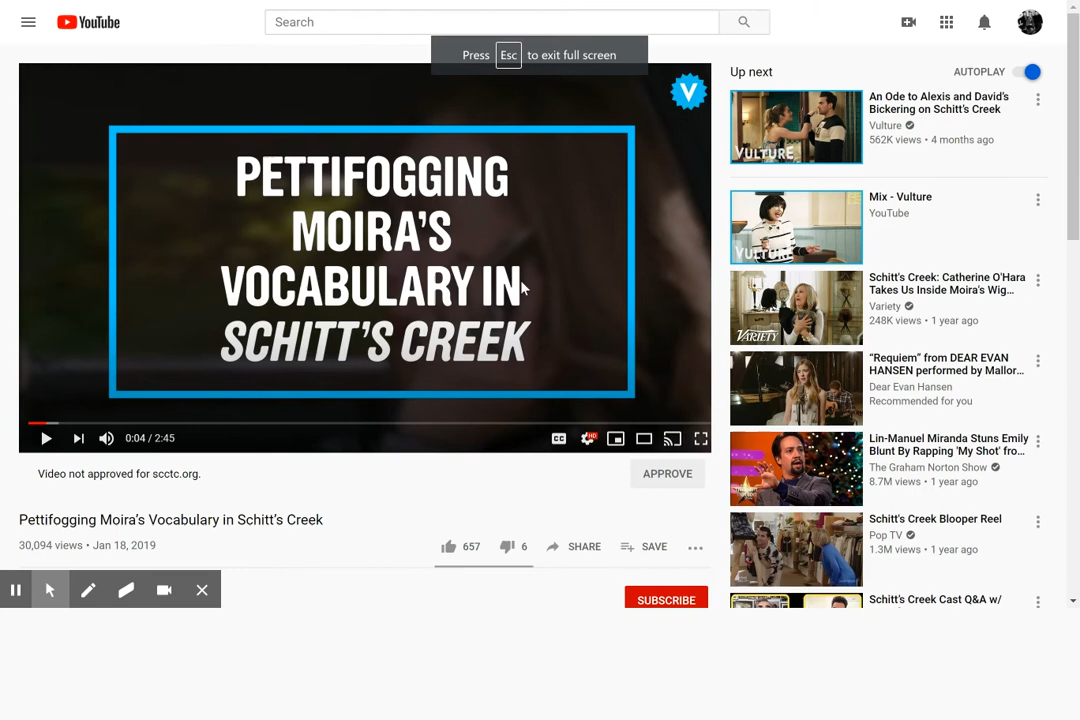 YouTube
Search
Press Esc to exit full screen
V
PETTIFOGGING
MOIRA'S
VOCABULARY IN
SCHITT'S CREEK
0:04 / 2:45
CC
HD
Video not approved for scctc.org.
APPROVE
Pettifogging Moira's Vocabulary in Schitt's Creek
30,094 views • Jan 18, 2019
657
6
SHARE
SAVE
SUBSCRIBE
Up next
AUTOPLAY
VULTURE
An Ode to Alexis and David's
Bickering on Schitt's Creek
Vulture
562K views • 4 months ago
VULTURE
Mix - Vulture
YouTube
VARIETY
Schitt's Creek: Catherine O'Hara
Takes Us Inside Moira's Wig...
Variety
248K views • 1 year ago
“Requiem” from DEAR EVAN
HANSEN performed by Mallor...
Dear Evan Hansen
Recommended for you
Lin-Manuel Miranda Stuns Emily
Blunt By Rapping 'My Shot' fro...
The Graham Norton Show
8.7M views • 1 year ago
Schitt's Creek Blooper Reel
Pop TV
1.3M views • 1 year ago
Schitt's Creek Cast Q&A w/